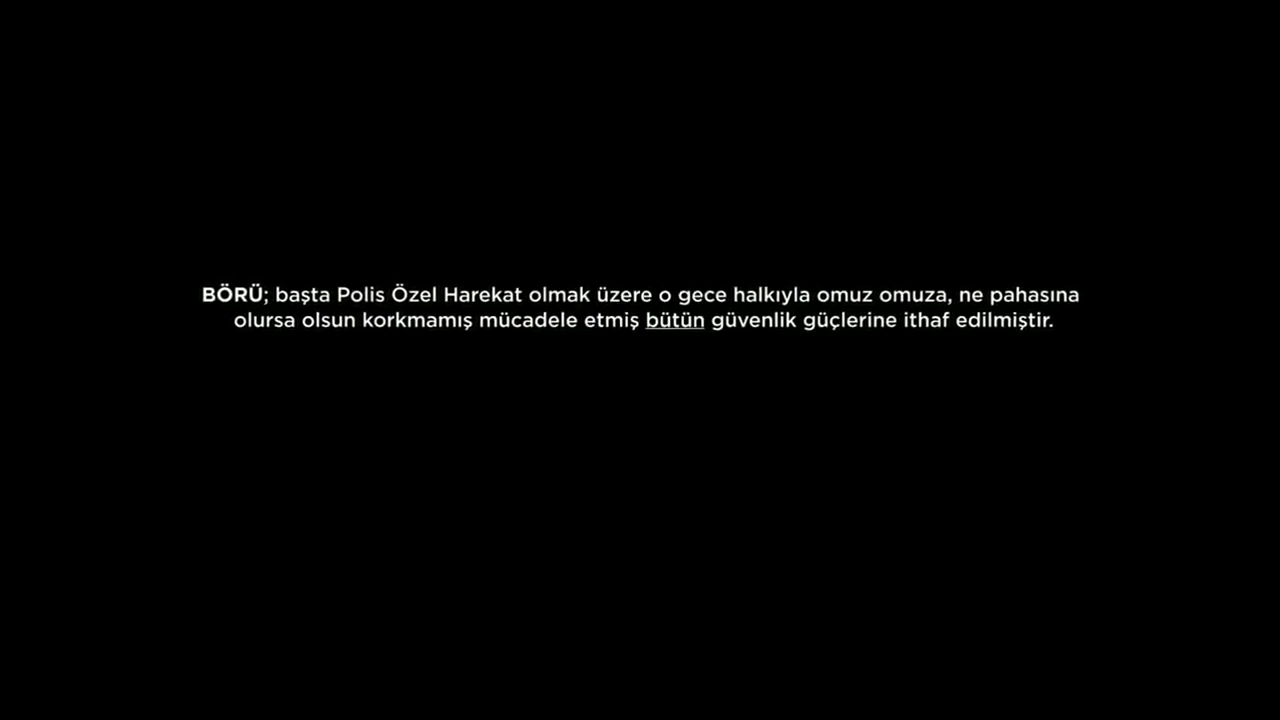 BÖRÜ; başta Polis Özel Harekat olmak üzere o gece halkıyla omuz omuza, ne pahasına
olursa olsun korkmamış mücadele etmiş bütün güvenlik güçlerine ithaf edilmiştir.